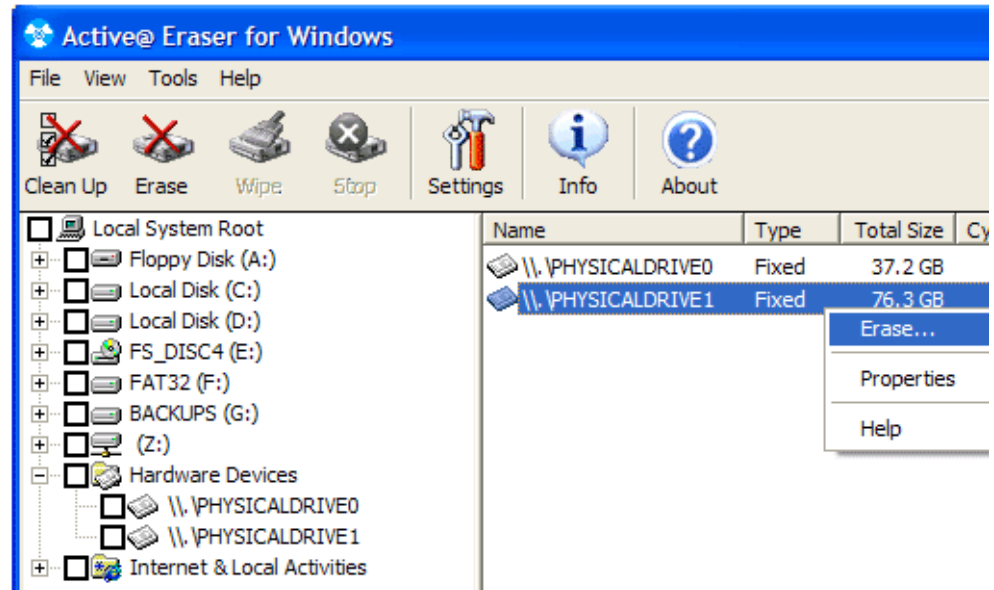 Active@ Eraser for Windows
File View Tools Help
Clean Up Erase Wipe Stop Settings Info About
Local System Root
Floppy Disk (A:)
Local Disk (C:)
Local Disk (D:)
FS_DISC4 (E:)
FAT32 (F:)
BACKUPS (G:)
(Z:)
Hardware Devices
\\.\PHYSICALDRIVE0
\\.\PHYSICALDRIVE1
Internet & Local Activities
Name Type Total Size Cy
\\.\PHYSICALDRIVE0 Fixed 37.2 GB
\\.\PHYSICALDRIVE1 Fixed 76.3 GB
Erase...
Properties
Help